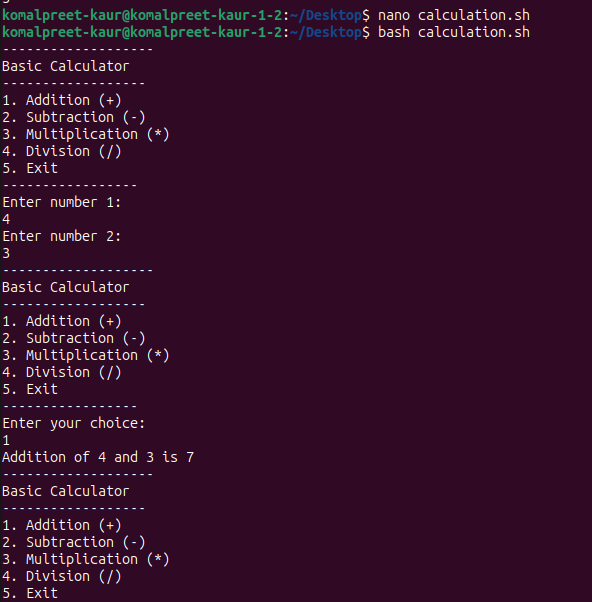 komalpreet-kaur@komalpreet-kaur-1-2:~/Desktop$ nano calculation.sh
komalpreet-kaur@komalpreet-kaur-1-2:~/Desktop$ bash calculation.sh
-------------------
Basic Calculator
------------------
1. Addition (+)
2. Subtraction (-)
3. Multiplication (*)
4. Division (/)
5. Exit
-----------------
Enter number 1:
4
Enter number 2:
3
-------------------
Basic Calculator
------------------
1. Addition (+)
2. Subtraction (-)
3. Multiplication (*)
4. Division (/)
5. Exit
-----------------
Enter your choice:
1
Addition of 4 and 3 is 7
-------------------
Basic Calculator
------------------
1. Addition (+)
2. Subtraction (-)
3. Multiplication (*)
4. Division (/)
5. Exit